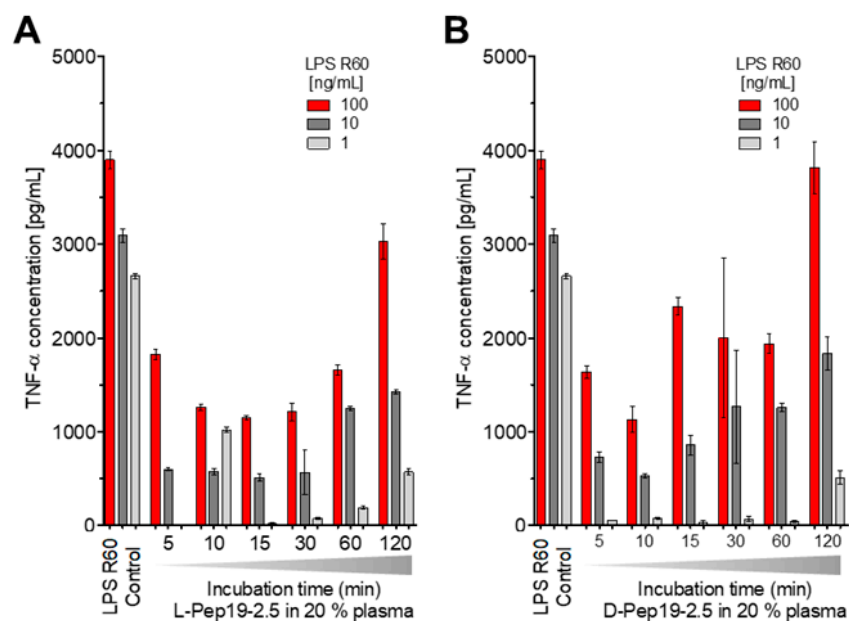 A
TNF-α concentration [pg/mL]
5000
4000
3000
2000
1000
0
LPS R60
[ng/mL]
100
10
1
LPS R60
Control
5 10 15 30 60 120
Incubation time (min)
L-Pep19-2.5 in 20 % plasma
B
TNF-α concentration [pg/mL]
5000
4000
3000
2000
1000
0
LPS R60
[ng/mL]
100
10
1
LPS R60
Control
5 10 15 30 60 120
Incubation time (min)
D-Pep19-2.5 in 20 % plasma